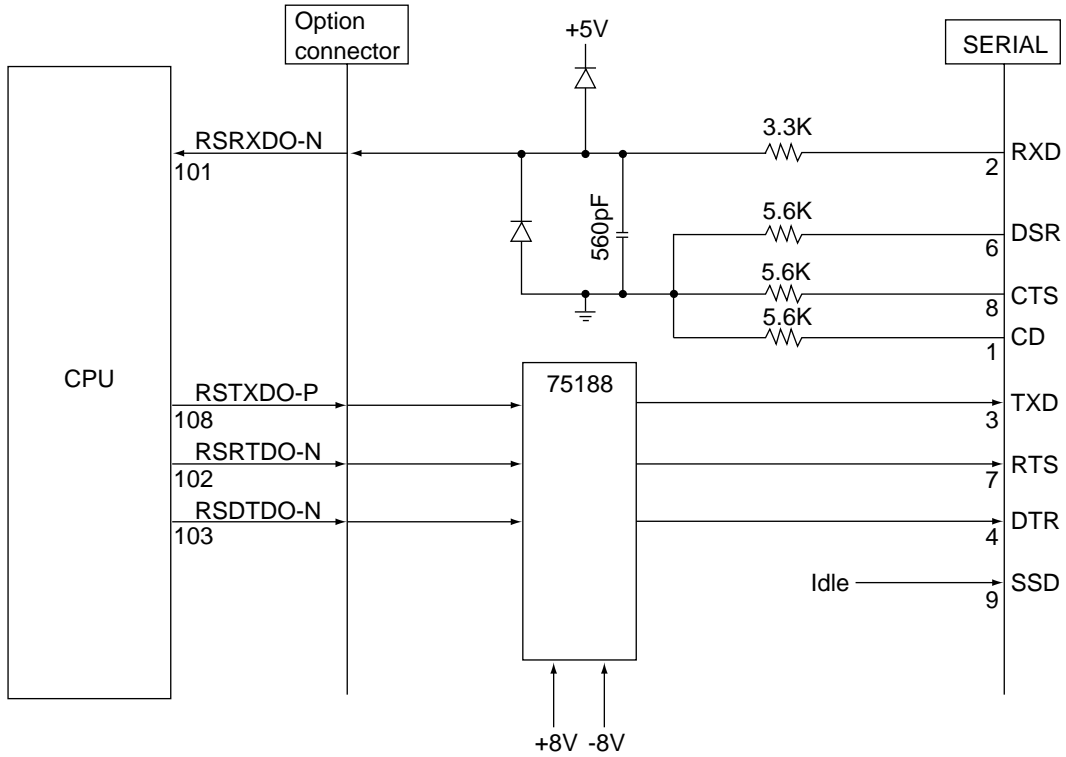 Option
connector
+5V
SERIAL
RSRXDO-N
101
3.3K
2
RXD
560pF
5.6K
6
DSR
5.6K
8
CTS
5.6K
1
CD
CPU
75188
RSTXDO-P
108
3
TXD
RSRTDO-N
102
7
RTS
RSDTDO-N
103
4
DTR
Idle
9
SSD
+8V -8V